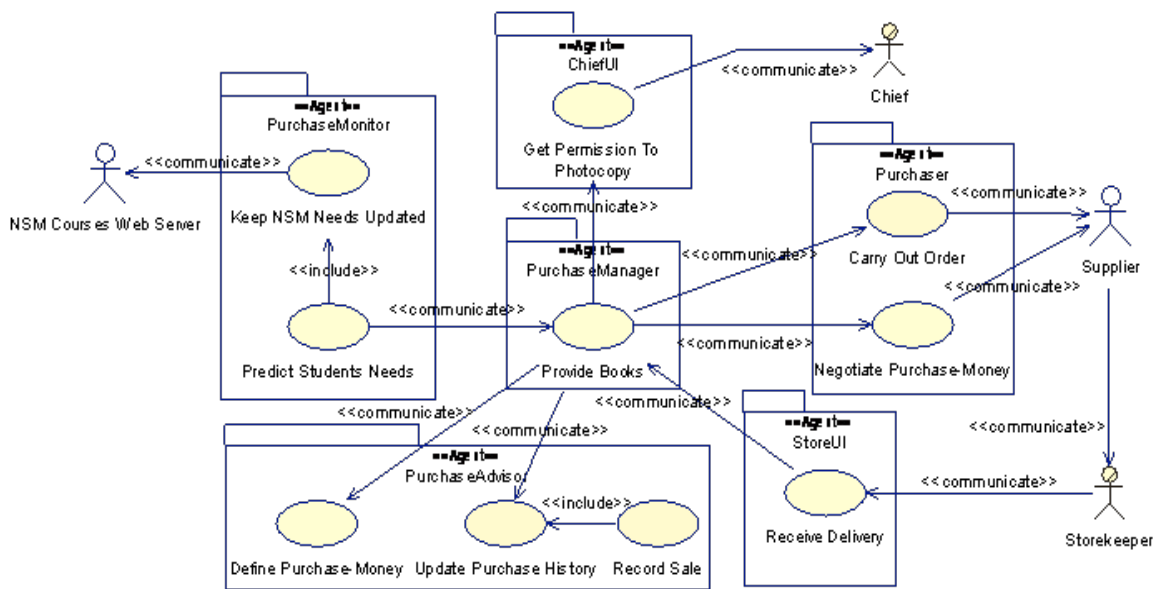 ==Agent==
ChiefUI
<<communicate>>
Chief
Get Permission To
Photocopy
==Agent==
PurchaseMonitor
<<communicate>>
NSM Courses Web Server
Keep NSM Needs Updated
<<include>>
<<communicate>>
Predict Students Needs
<<communicate>>
==Agent==
PurchaseManager
Provide Books
==Agent==
Purchaser
<<communicate>>
<<communicate>>
Carry Out Order
<<communicate>>
Supplier
<<communicate>>
Negotiate Purchase-Money
<<communicate>>
<<communicate>>
<<communicate>>
==Agent==
StoreUI
<<communicate>>
<<communicate>>
Receive Delivery
Storekeeper
==Agent==
PurchaseAdvisor
<<include>>
Define Purchase-Money
Update Purchase History
Record Sale